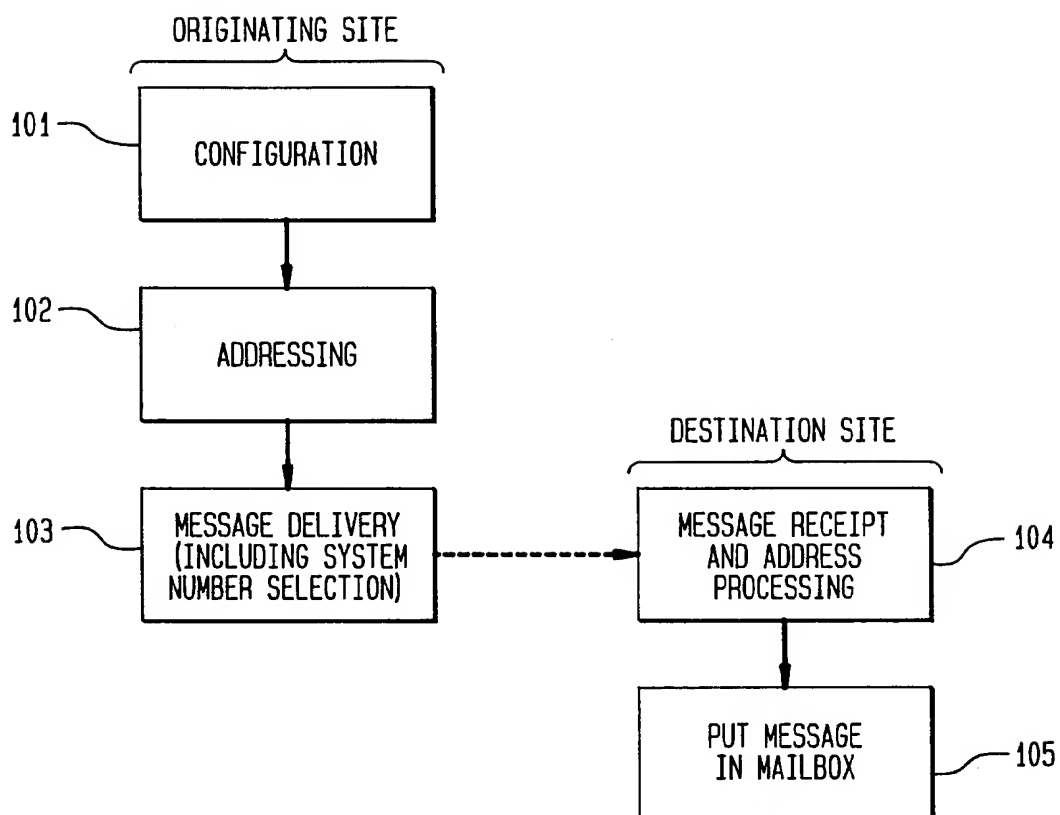 ORIGINATING SITE
101
CONFIGURATION
102
ADDRESSING
103
MESSAGE DELIVERY
(INCLUDING SYSTEM
NUMBER SELECTION)
DESTINATION SITE
MESSAGE RECEIPT
AND ADDRESS
PROCESSING
104
PUT MESSAGE
IN MAILBOX
105